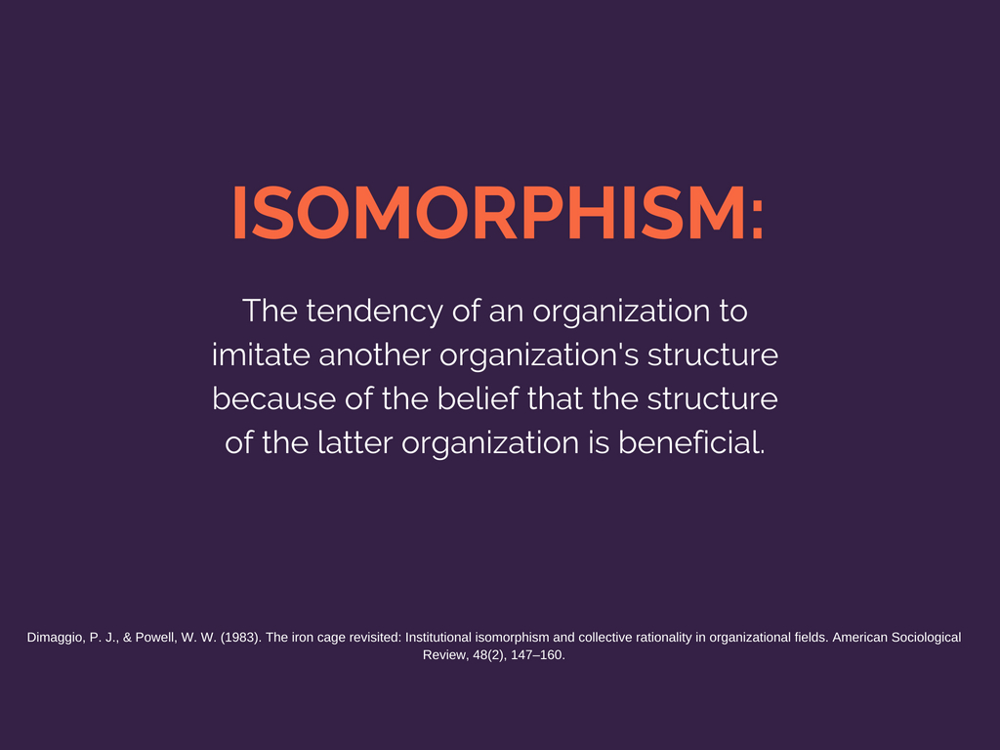 ISOMORPHISM:
The tendency of an organization to
imitate another organization's structure
because of the belief that the structure
of the latter organization is beneficial.
Dimaggio, P. J., & Powell, W. W. (1983). The iron cage revisited: Institutional isomorphism and collective rationality in organizational fields. American Sociological
Review, 48(2), 147–160.